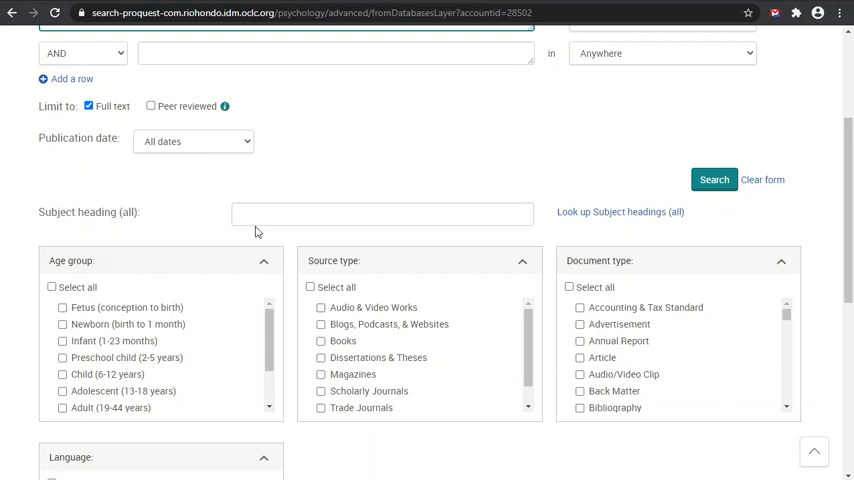 search-proquest-com.riohondo.idm.oclc.org/psychology/advanced/fromDatabasesLayer?accountid=28502
AND in Anywhere
Add a row
Limit to: Full text Peer reviewed
Publication date: All dates
Search Clear form
Subject heading (all): Look up Subject headings (all)
Age group:
Select all
Fetus (conception to birth)
Newborn (birth to 1 month)
Infant (1-23 months)
Preschool child (2-5 years)
Child (6-12 years)
Adolescent (13-18 years)
Adult (19-44 years)
Source type:
Select all
Audio & Video Works
Blogs, Podcasts, & Websites
Books
Dissertations & Theses
Magazines
Scholarly Journals
Trade Journals
Document type:
Select all
Accounting & Tax Standard
Advertisement
Annual Report
Article
Audio/Video Clip
Back Matter
Bibliography
Language: